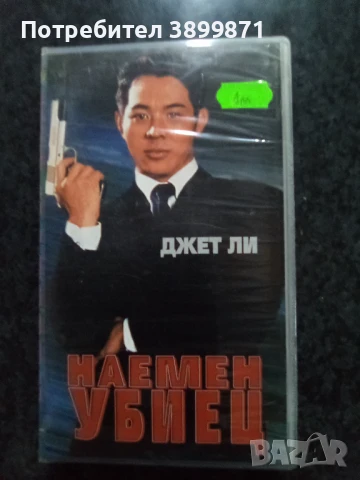 Потребител 3899871
ДЖЕТ ЛИ
НАЕМЕН
УБИЕЦ
BAZAR